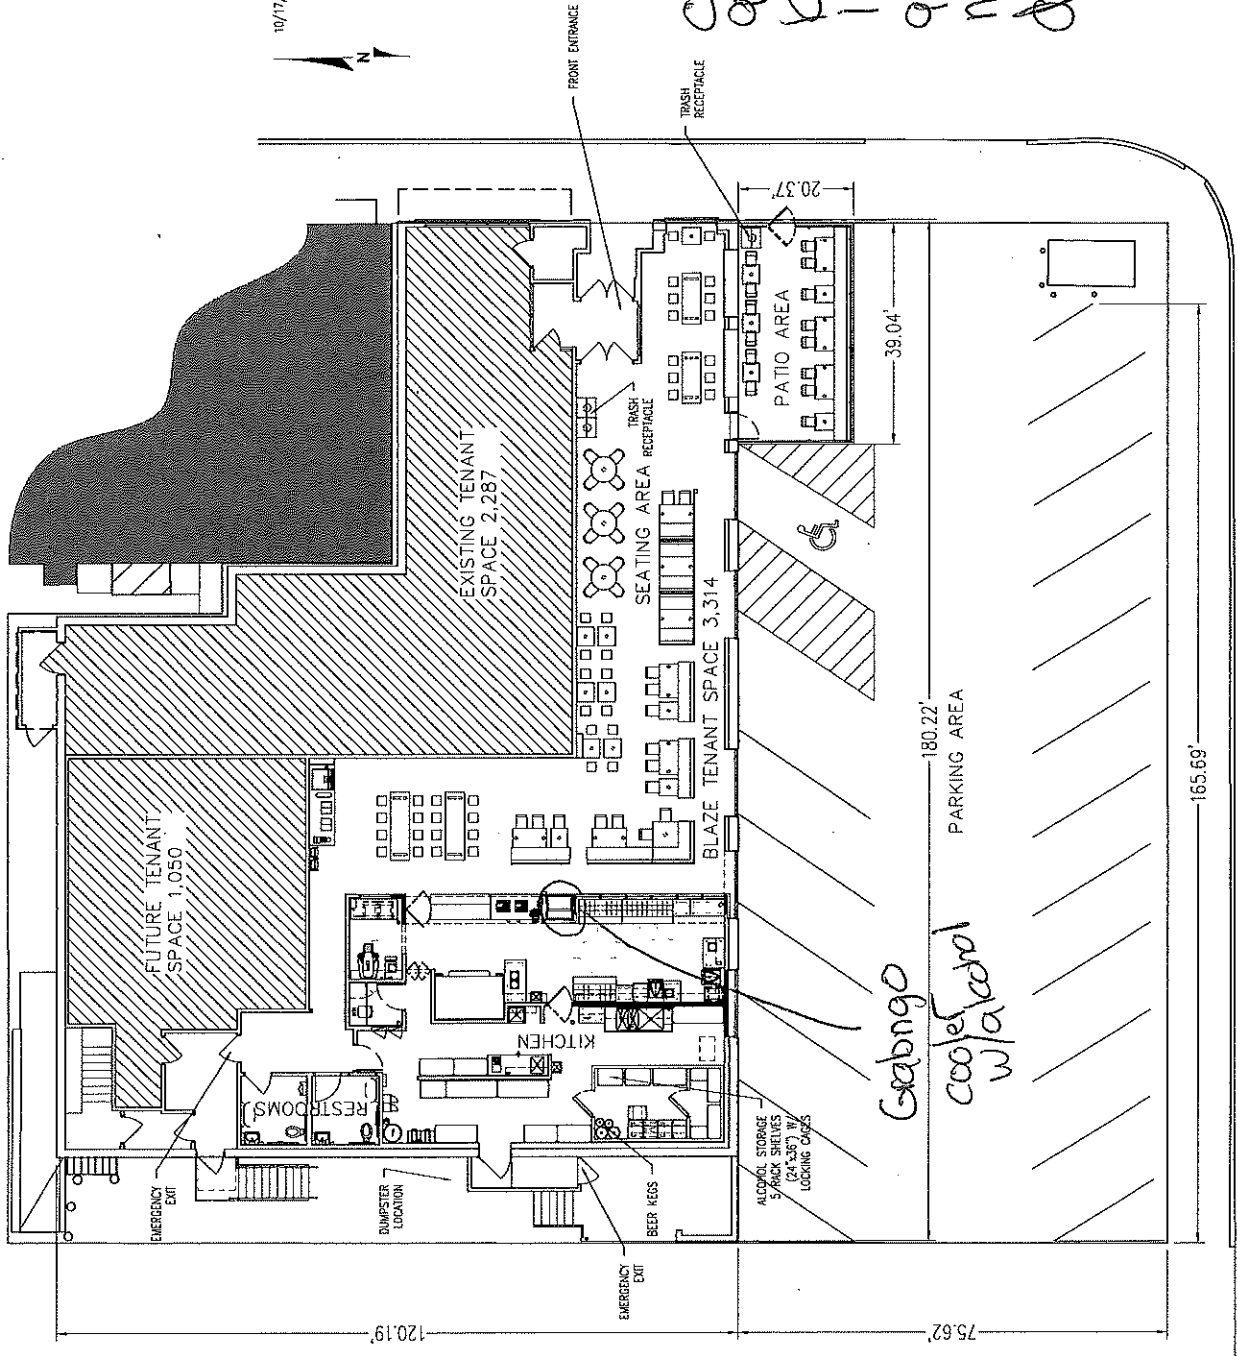 10/17,
N
FRONT ENTRANCE
TRASH
RECEPTACLE
20.37'
EXISTING TENANT
SPACE 2,287
TRASH
RECEPTACLE
SEATING AREA
PATIO AREA
39.04'
FUTURE TENANT
SPACE 1,050
BLAZE TENANT SPACE 3,314
180.22'
PARKING AREA
165.69'
KITCHEN
RESTROOMS
Grabngo
cooler
w/alcohol
EMERGENCY
EXIT
DUMPSTER
LOCATION
EMERGENCY
EXIT
BEER KEGS
ALCOHOL STORAGE
5 RACK SHELVES
(24"x36") W/
LOCKING CAGES
120.19'
75.62'